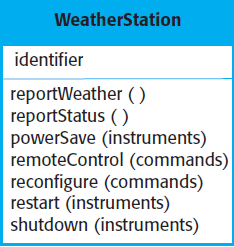 WeatherStation
identifier
reportWeather ( )
reportStatus ( )
powerSave (instruments)
remoteControl (commands)
reconfigure (commands)
restart (instruments)
shutdown (instruments)